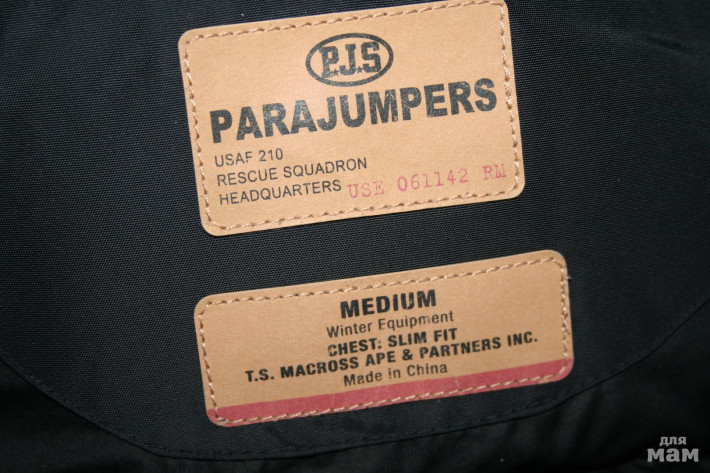 P.J.S
PARAJUMPERS
USAF 210
RESCUE SQUADRON
HEADQUARTERS USE 061142 RM
MEDIUM
Winter Equipment
CHEST: SLIM FIT
T.S. MACROSS APE & PARTNERS INC.
Made in China
для
мам